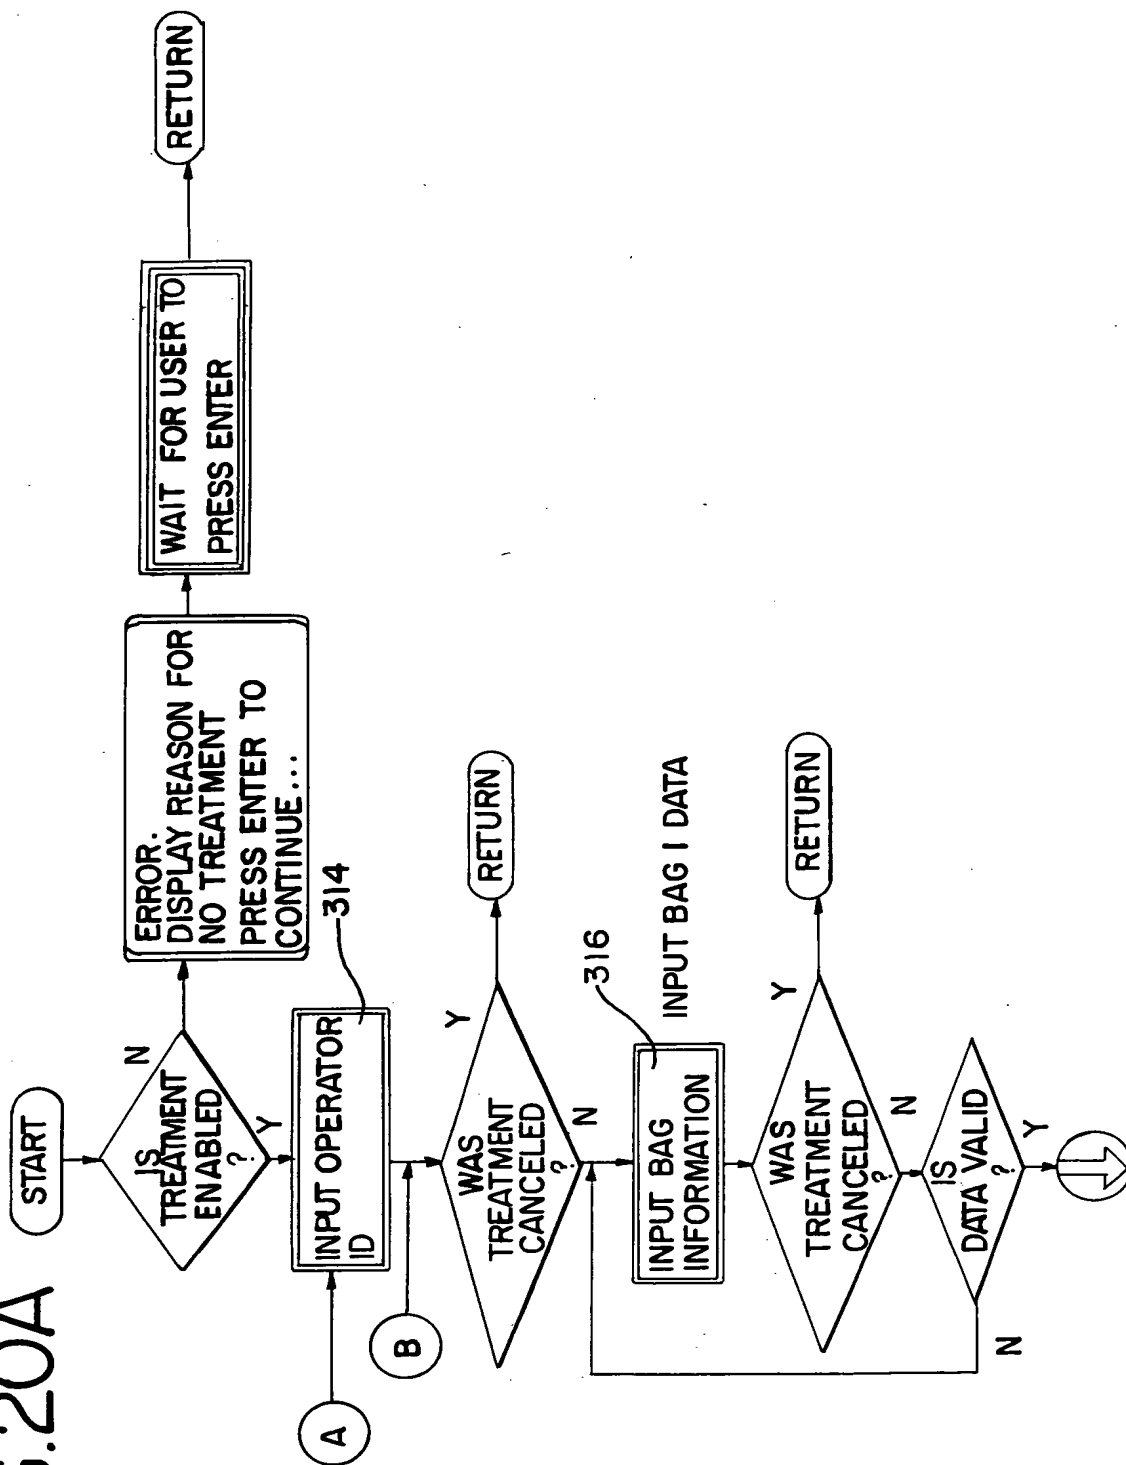 G.20A
START
IS
TREATMENT
ENABLED
?
N
Y
ERROR.
DISPLAY REASON FOR
NO TREATMENT
PRESS ENTER TO
CONTINUE...
WAIT FOR USER TO
PRESS ENTER
RETURN
A
INPUT OPERATOR
ID
314
B
WAS
TREATMENT
CANCELED
?
Y
N
RETURN
INPUT BAG
INFORMATION
316
INPUT BAG 1 DATA
WAS
TREATMENT
CANCELED
?
Y
N
RETURN
IS
DATA VALID
?
N
Y